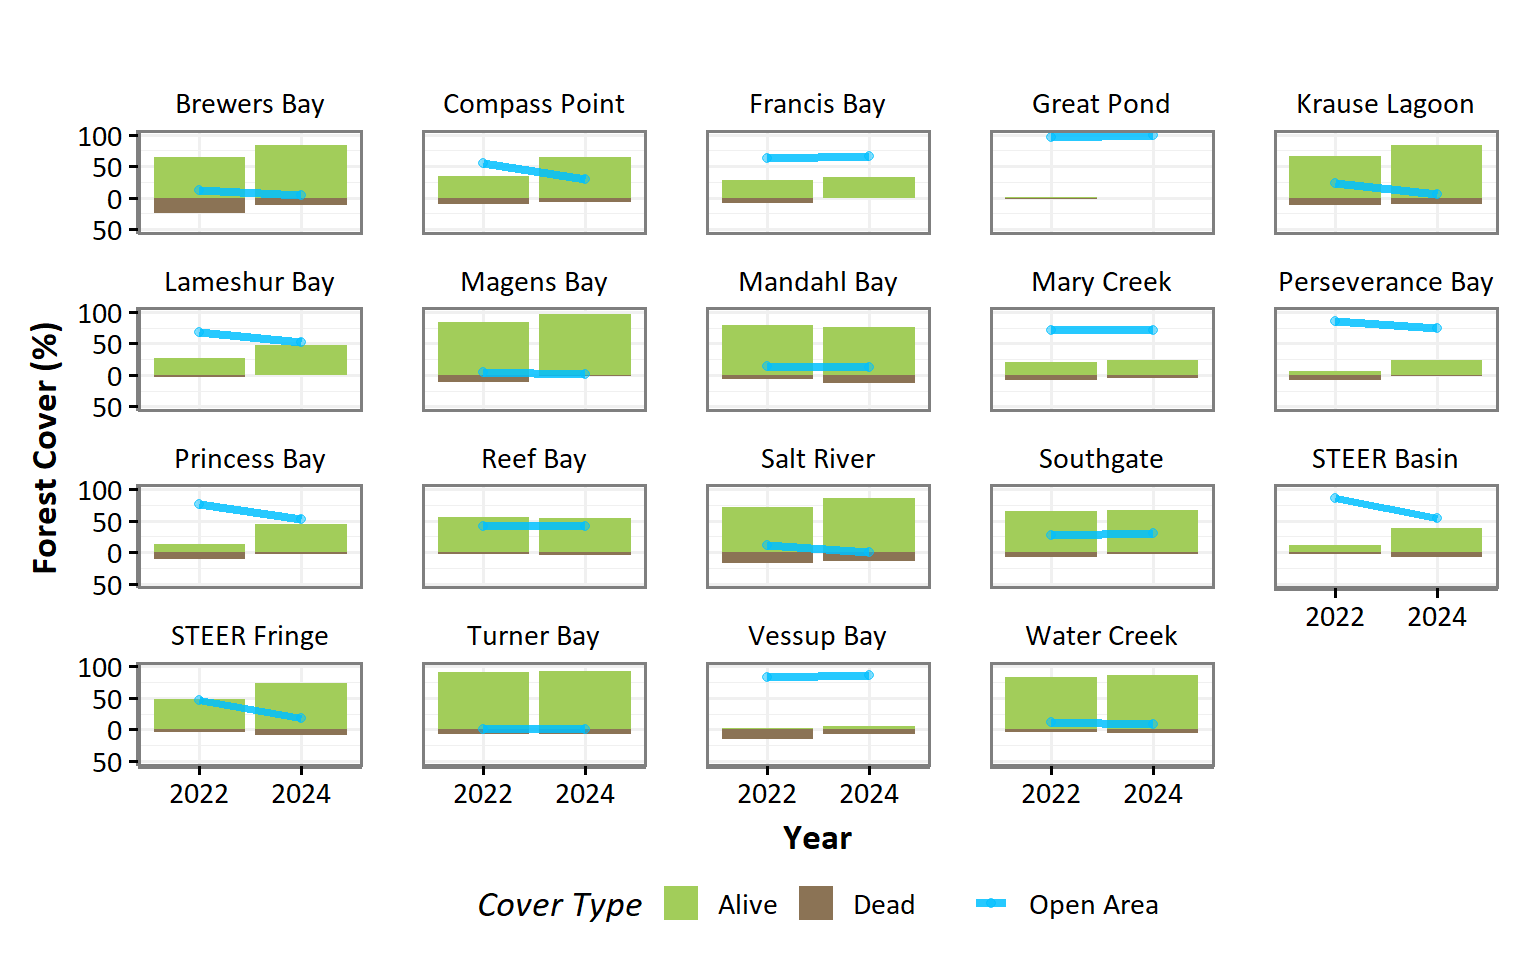 Brewers Bay Compass Point Francis Bay Great Pond Krause Lagoon
100
50
0
50
Lameshur Bay Magens Bay Mandahl Bay Mary Creek Perseverance Bay
100
50
0
50
Forest Cover (%)
Princess Bay Reef Bay Salt River Southgate STEER Basin
100
50
0
50
2022 2024
STEER Fringe Turner Bay Vessup Bay Water Creek
100
50
0
50
2022 2024 2022 2024 2022 2024 2022 2024
Year
Cover Type Alive Dead Open Area